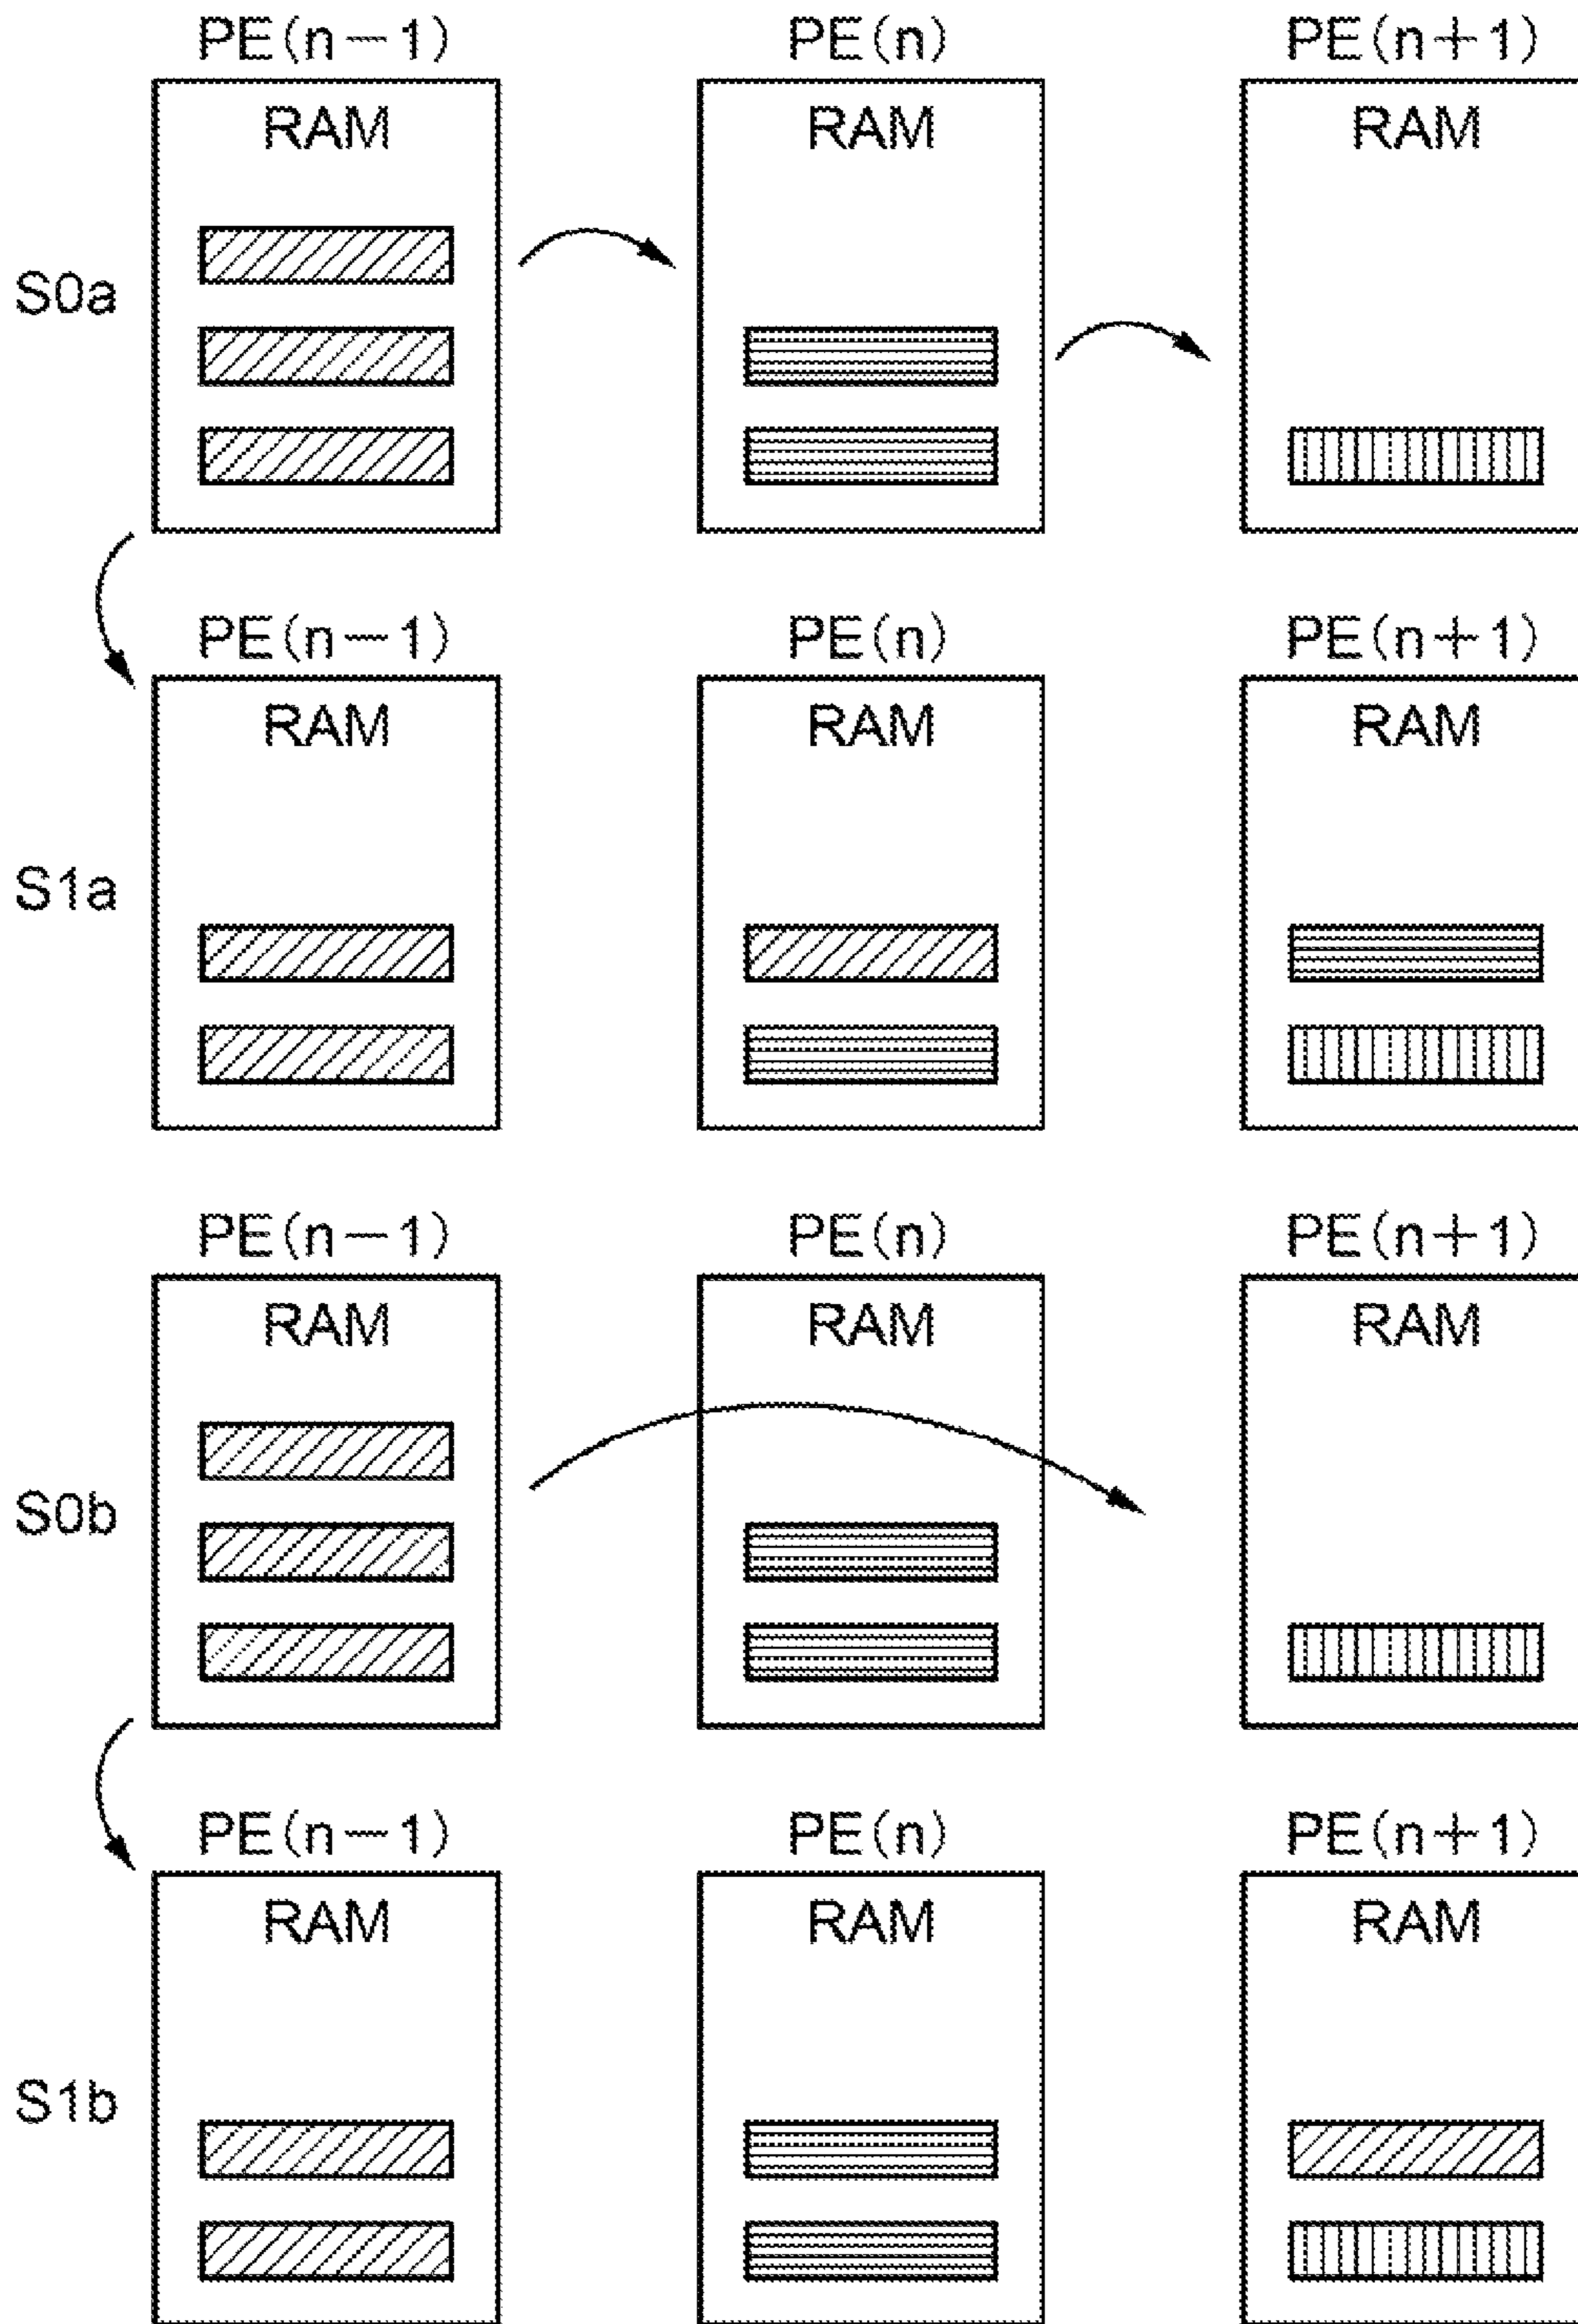 PE(n-1) PE(n) PE(n+1)
RAM RAM RAM
S0a
PE(n-1) PE(n) PE(n+1)
RAM RAM RAM
S1a
PE(n-1) PE(n) PE(n+1)
RAM RAM RAM
S0b
PE(n-1) PE(n) PE(n+1)
RAM RAM RAM
S1b